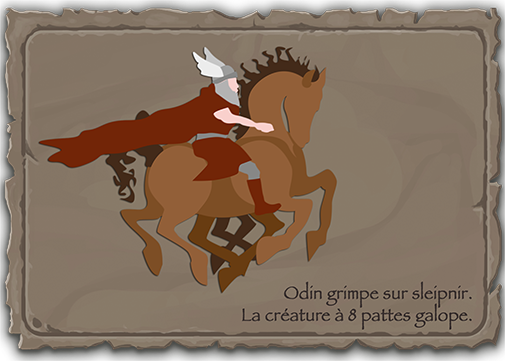 Odin grimpe sur sleipnir.
La créature à 8 pattes galope.